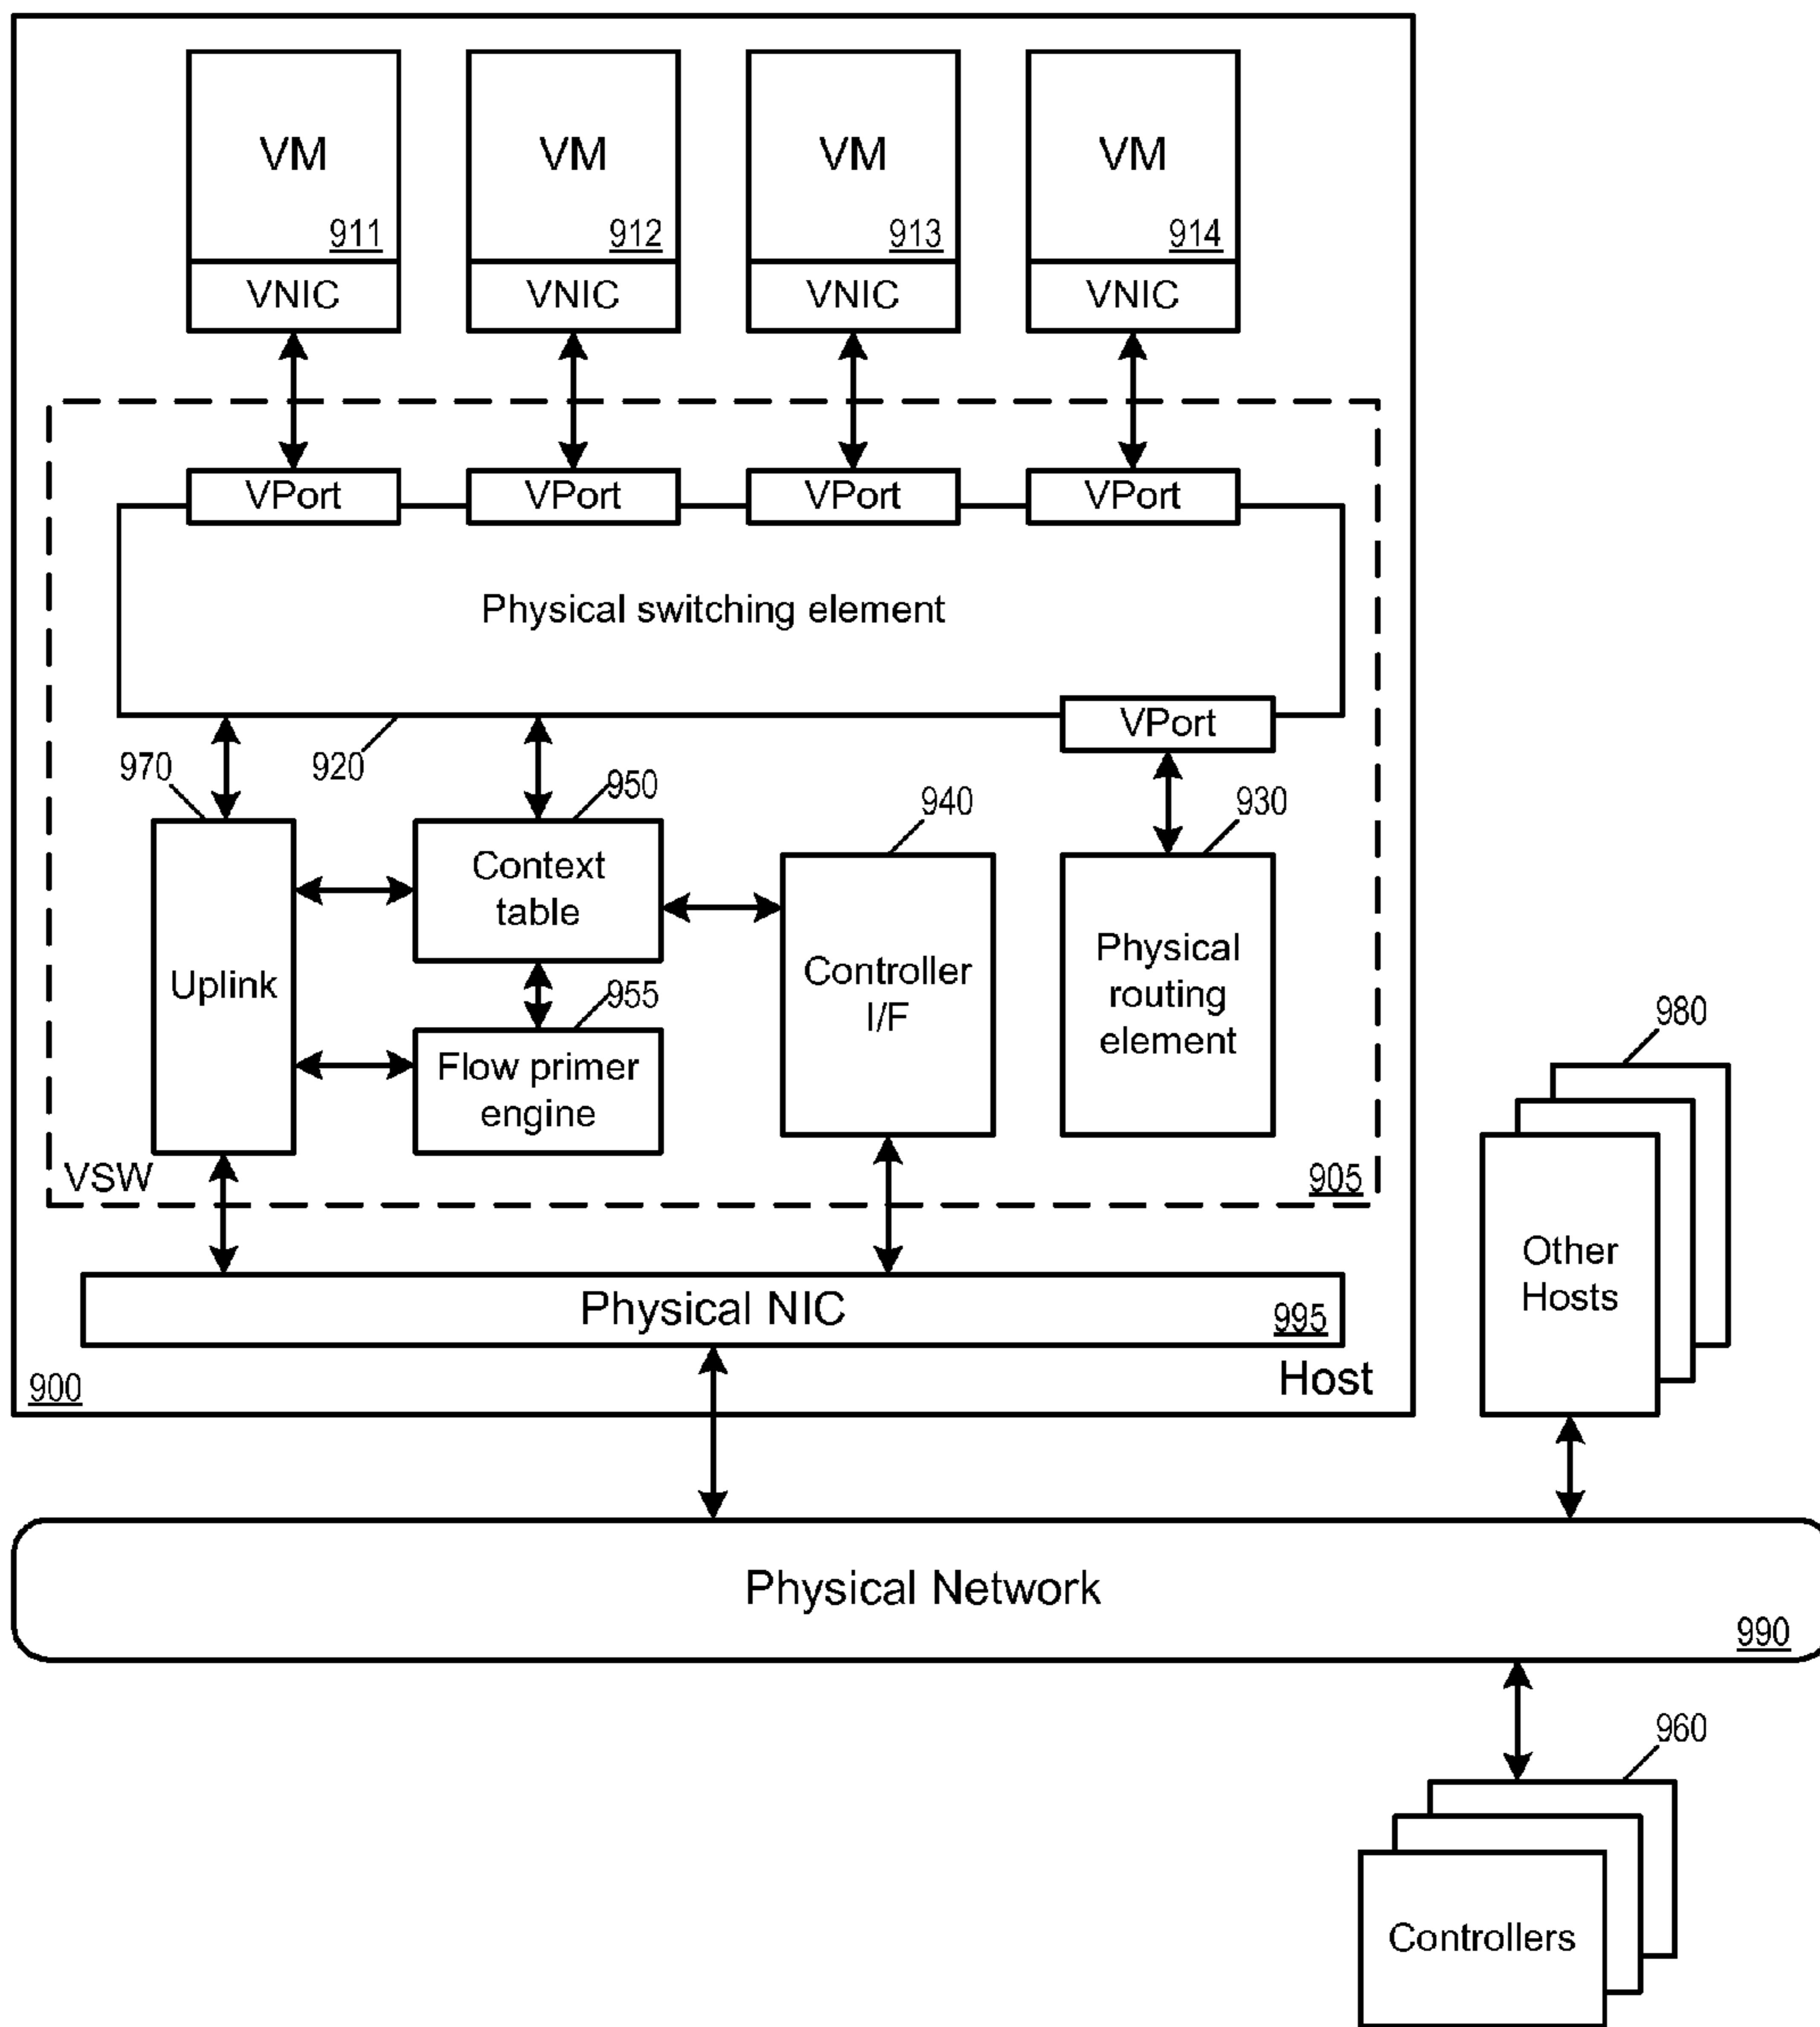 VM
VM
VM
VM
911
912
913
914
VNIC
VNIC
VNIC
VNIC
VPort
VPort
VPort
VPort
Physical switching element
VPort
970
920
950
940
930
Context
table
Uplink
Controller
I/F
Physical
routing
element
955
Flow primer
engine
980
VSW
905
Other
Hosts
Physical NIC
995
900
Host
Physical Network
990
960
Controllers